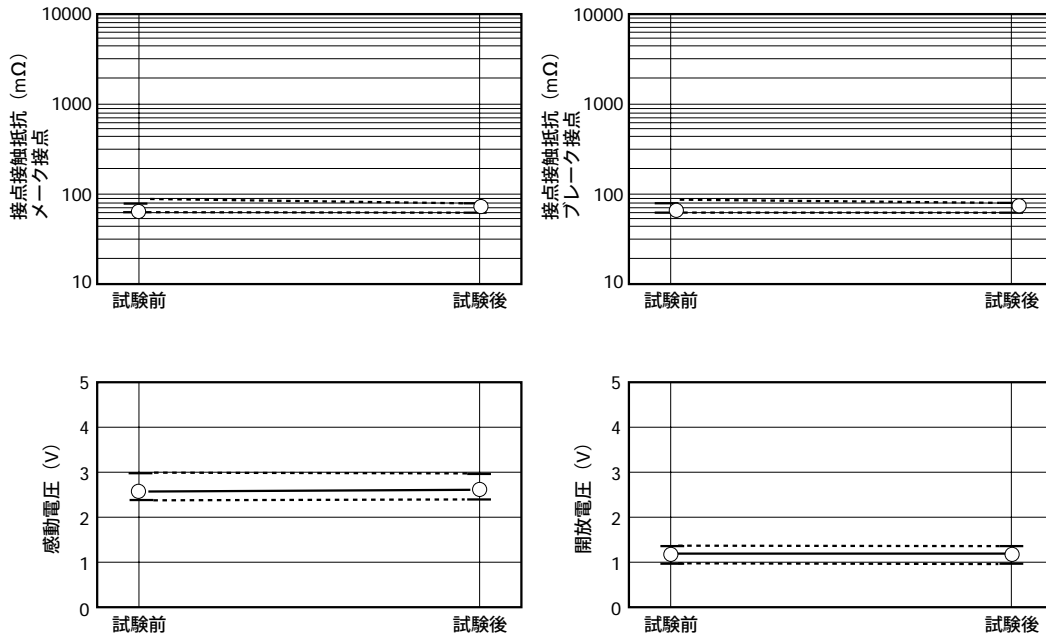 接点接触抵抗（mΩ）
メーク接点
10000
1000
100
10
試験前
試験後
接点接触抵抗（mΩ）
ブレーク接点
10000
1000
100
10
試験前
試験後
感動電圧（V）
5
4
3
2
1
0
試験前
試験後
開放電圧（V）
5
4
3
2
1
0
試験前
試験後